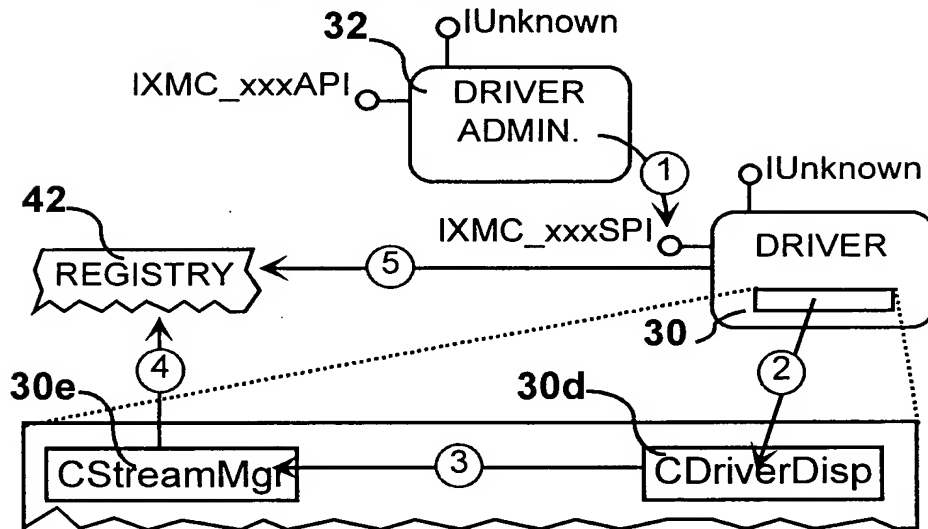 32
IUnknown
IXMC_xxxAPI
DRIVER
ADMIN.
1
IUnknown
42
IXMC_xxxSPI
REGISTRY
5
DRIVER
30
4
2
30e
30d
CStreamMgr
3
CDriverDisp